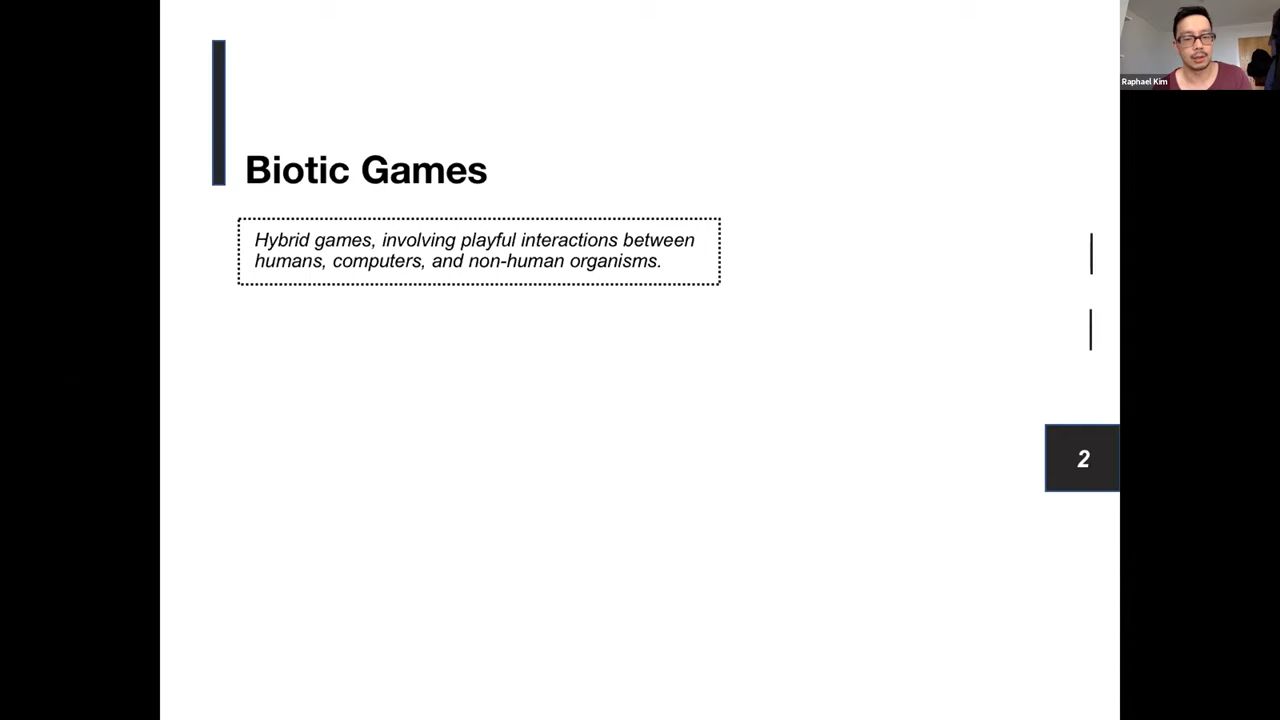 Raphael Kim
Biotic Games
Hybrid games, involving playful interactions between
humans, computers, and non-human organisms.
2